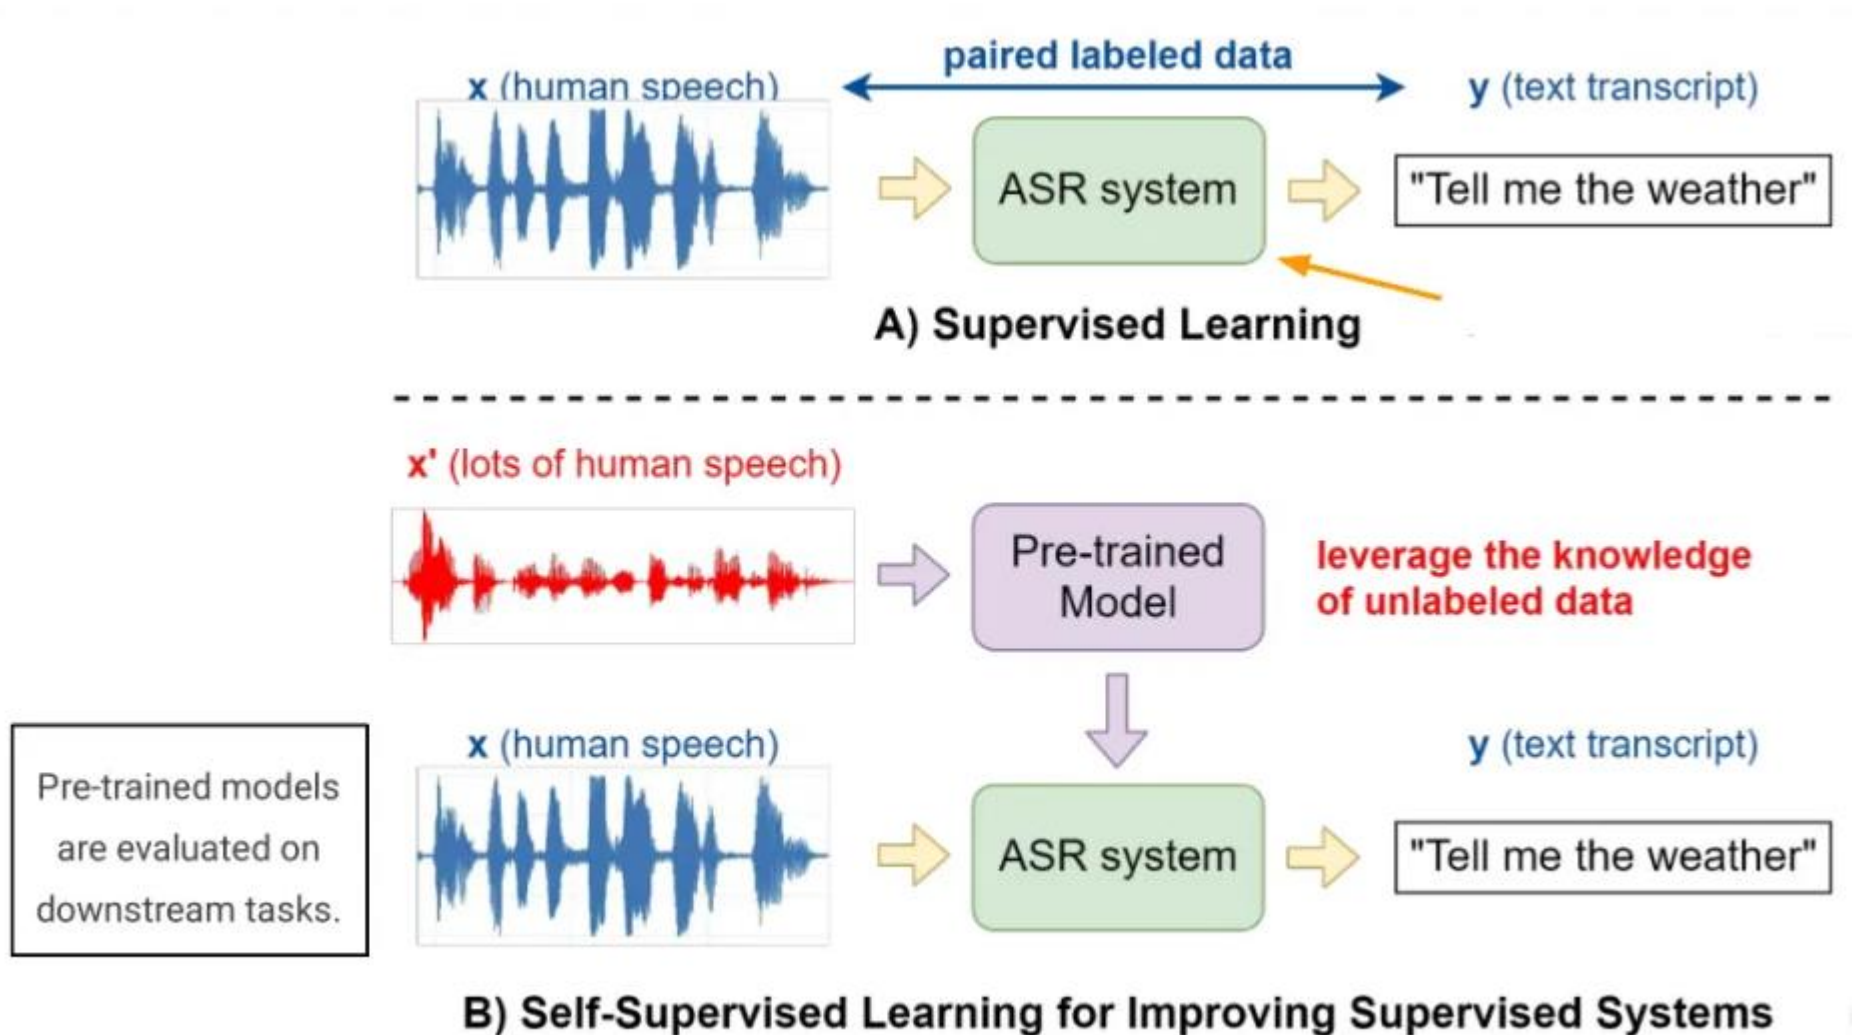 paired labeled data
x (human speech)
y (text transcript)
ASR system
"Tell me the weather"
A) Supervised Learning
x' (lots of human speech)
Pre-trained
Model
leverage the knowledge
of unlabeled data
Pre-trained models
are evaluated on
downstream tasks.
x (human speech)
y (text transcript)
ASR system
"Tell me the weather"
B) Self-Supervised Learning for Improving Supervised Systems